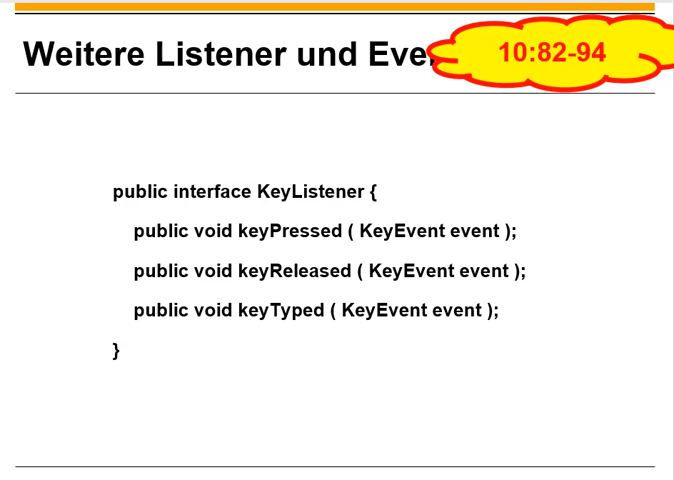 Weitere Listener und
10:82-94
public interface KeyListener {
public void keyPressed ( KeyEvent event );
public void keyReleased ( KeyEvent event );
public void keyTyped ( KeyEvent event );
}